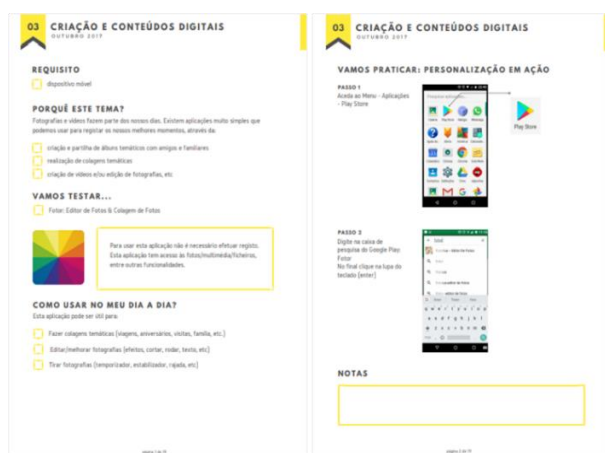 03 CRIAÇÃO E CONTEÚDOS DIGITAIS
OUTUBRO 2017
REQUISITO
dispositivo móvel
PORQUÊ ESTE TEMA?
Fotografias e vídeos fazem parte dos nossos dias. Existem aplicações muito simples que
podemos usar para registar os nossos melhores momentos, através da:
criação e partilha de álbuns temáticos com amigos e familiares
realização de colagens temáticas
criação de vídeos e/ou edição de fotografias, etc
VAMOS TESTAR...
Fotor: Editor de Fotos & Colagem de Fotos
Para usar esta aplicação não é necessário efetuar registo.
Esta aplicação tem acesso às fotos/multimédia/ficheiros,
entre outras funcionalidades.
COMO USAR NO MEU DIA A DIA?
Esta aplicação pode ser útil para:
Fazer colagens temáticas (viagens, aniversários, visitas, família, etc.)
Editar/melhorar fotografias (efeitos, cortar, rodar, texto, etc)
Tirar fotografias (temporizador, estabilizador, rajada, etc)
03 CRIAÇÃO E CONTEÚDOS DIGITAIS
OUTUBRO 2017
VAMOS PRATICAR: PERSONALIZAÇÃO EM AÇÃO
PASSO 1
Aceda ao Menu - Aplicações
- Play Store
Play Store
PASSO 2
Digite na caixa de
pesquisa do Google Play:
Fotor
No final clique na lupa do
teclado (enter)
NOTAS